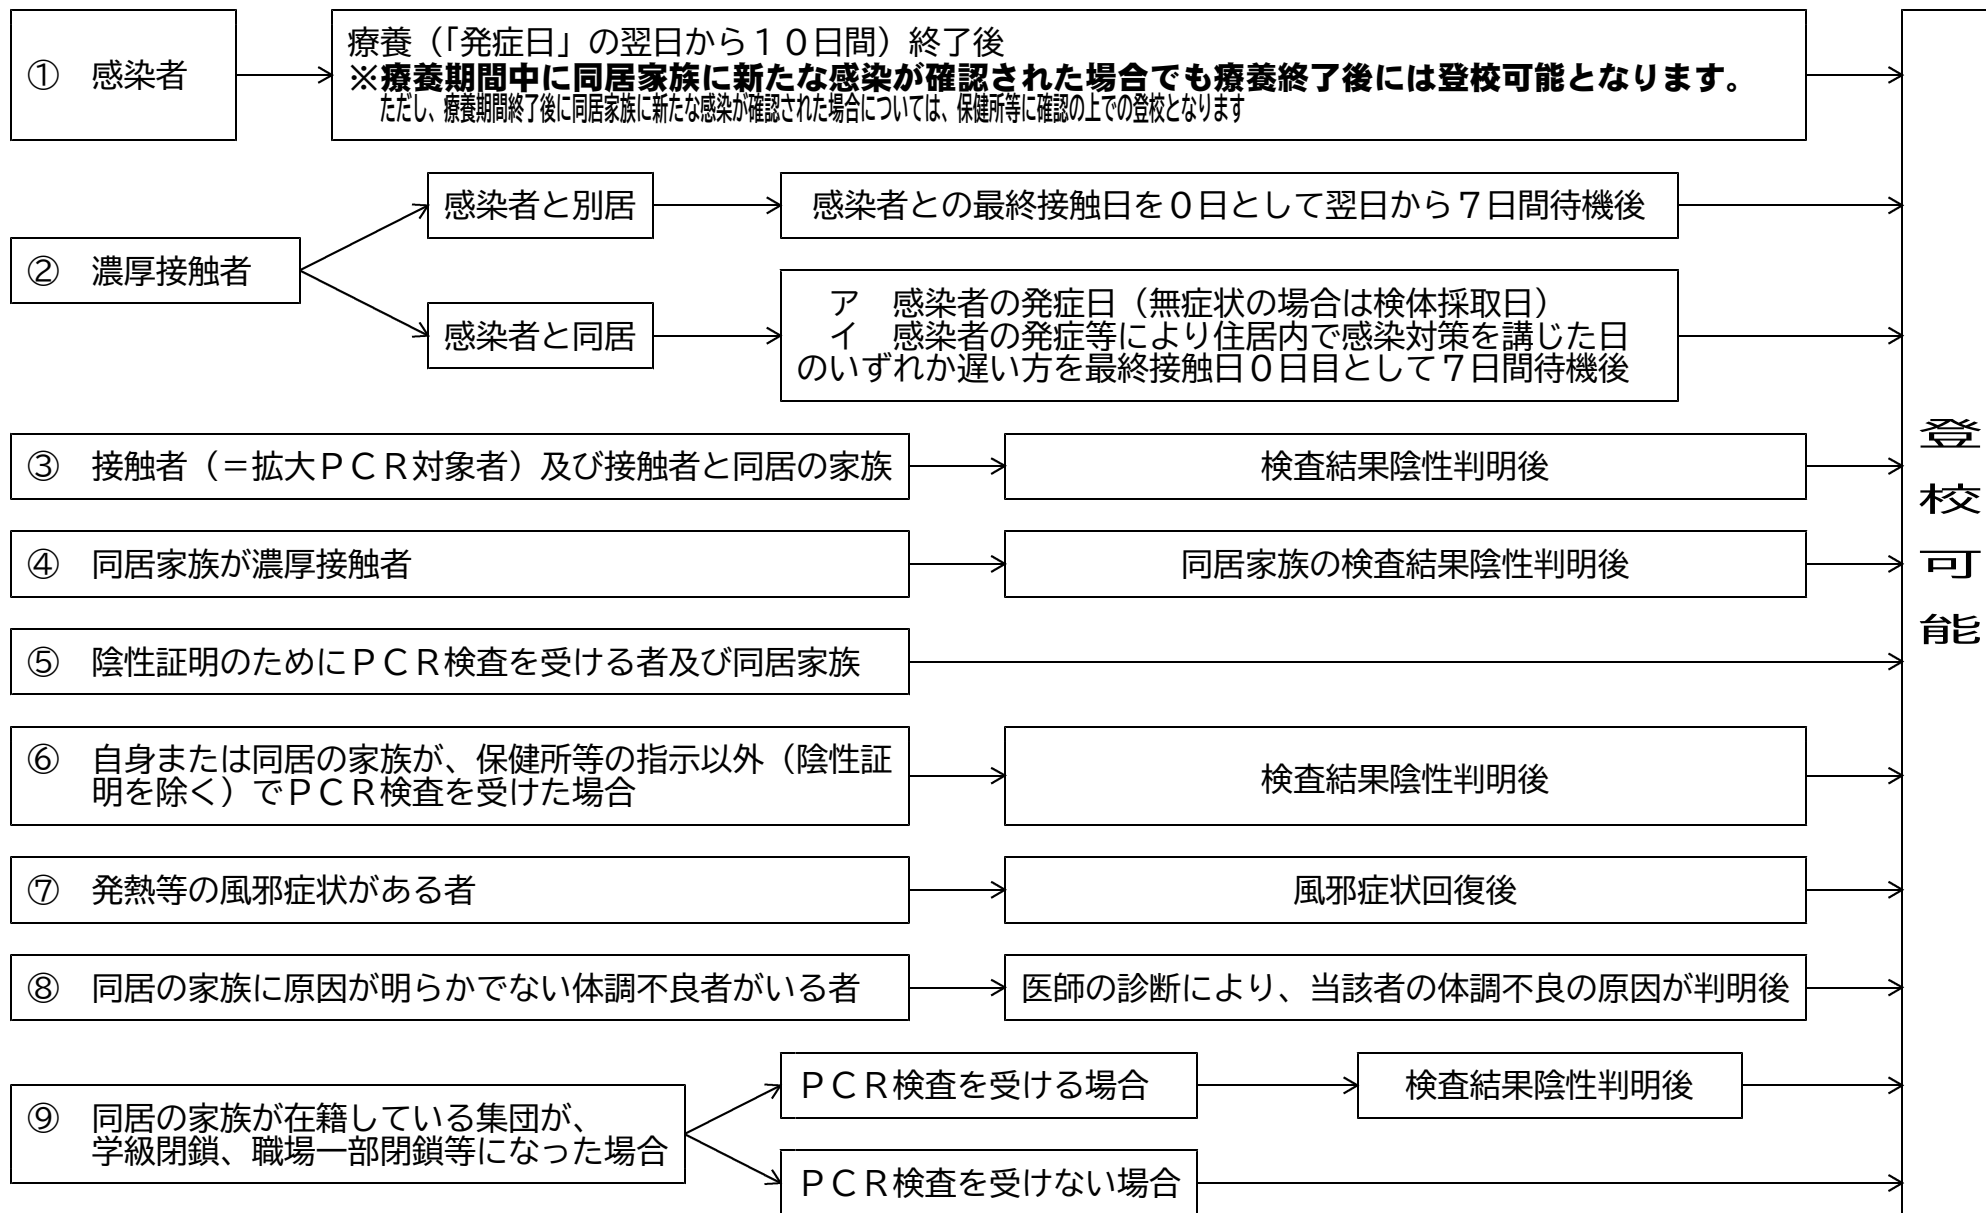 ① 感染者
療養（「発症日」の翌日から１０日間）終了後
※療養期間中に同居家族に新たな感染が確認された場合でも療養終了後には登校可能となります。
ただし、療養期間終了後に同居家族に新たな感染が確認された場合については、保健所等に確認の上での登校となります
② 濃厚接触者
感染者と別居
感染者との最終接触日を０日として翌日から７日間待機後
感染者と同居
ア 感染者の発症日（無症状の場合は検体採取日）
イ 感染者の発症等により住居内で感染対策を講じた日
のいずれか遅い方を最終接触日０日目として７日間待機後
③ 接触者（＝拡大ＰＣＲ対象者）及び接触者と同居の家族
検査結果陰性判明後
④ 同居家族が濃厚接触者
同居家族の検査結果陰性判明後
⑤ 陰性証明のためにＰＣＲ検査を受ける者及び同居家族
⑥ 自身または同居の家族が、保健所等の指示以外（陰性証
明を除く）でＰＣＲ検査を受けた場合
検査結果陰性判明後
⑦ 発熱等の風邪症状がある者
風邪症状回復後
⑧ 同居の家族に原因が明らかでない体調不良者がいる者
医師の診断により、当該者の体調不良の原因が判明後
⑨ 同居の家族が在籍している集団が、
学級閉鎖、職場一部閉鎖等になった場合
ＰＣＲ検査を受ける場合
検査結果陰性判明後
ＰＣＲ検査を受けない場合
登校可能